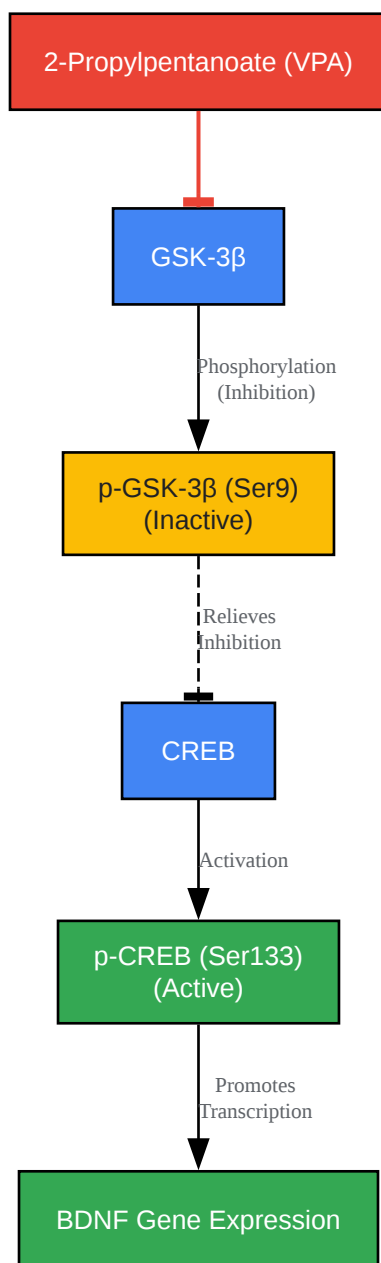 2-Propylpentanoate (VPA)
GSK-3β
Phosphorylation
(Inhibition)
p-GSK-3β (Ser9)
(Inactive)
Relieves
Inhibition
CREB
Activation
p-CREB (Ser133)
(Active)
Promotes
Transcription
BDNF Gene Expression